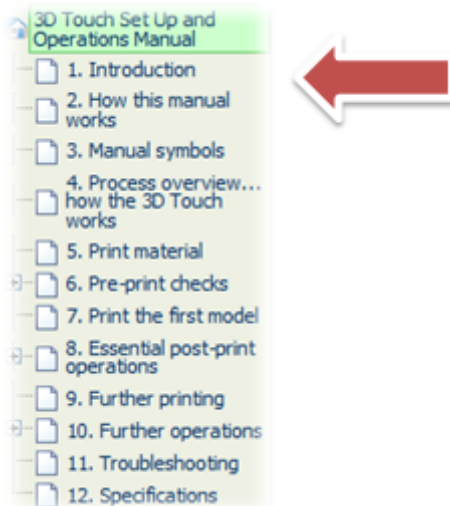 3D Touch Set Up and
Operations Manual
1. Introduction
2. How this manual
works
3. Manual symbols
4. Process overview...
how the 3D Touch
works
5. Print material
6. Pre-print checks
7. Print the first model
8. Essential post-print
operations
9. Further printing
10. Further operations
11. Troubleshooting
12. Specifications